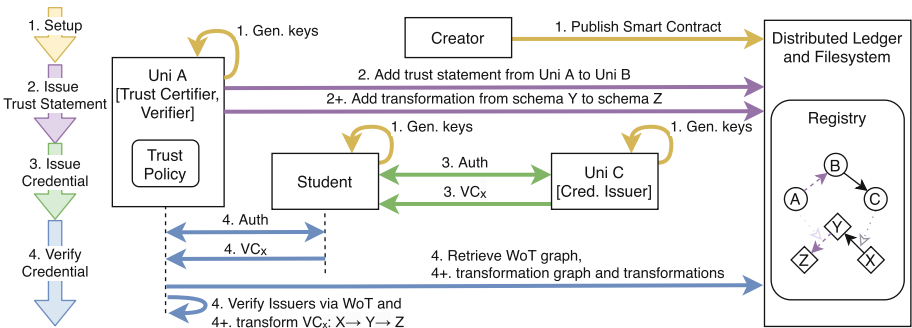 1. Setup
2. Issue
Trust Statement
3. Issue
Credential
4. Verify
Credential
1. Gen. keys
Uni A
[Trust Certifier,
Verifier]
Trust
Policy
Creator
1. Publish Smart Contract
2. Add trust statement from Uni A to Uni B
2+. Add transformation from schema Y to schema Z
1. Gen. keys
1. Gen. keys
Student
3. Auth
3. VCx
Uni C
[Cred. Issuer]
4. Auth
4. VCx
4. Retrieve WoT graph,
4+. transformation graph and transformations
4. Verify Issuers via WoT and
4+. transform VCx: X→ Y→ Z
Distributed Ledger
and Filesystem
Registry
B
A
C
Y
Z
X